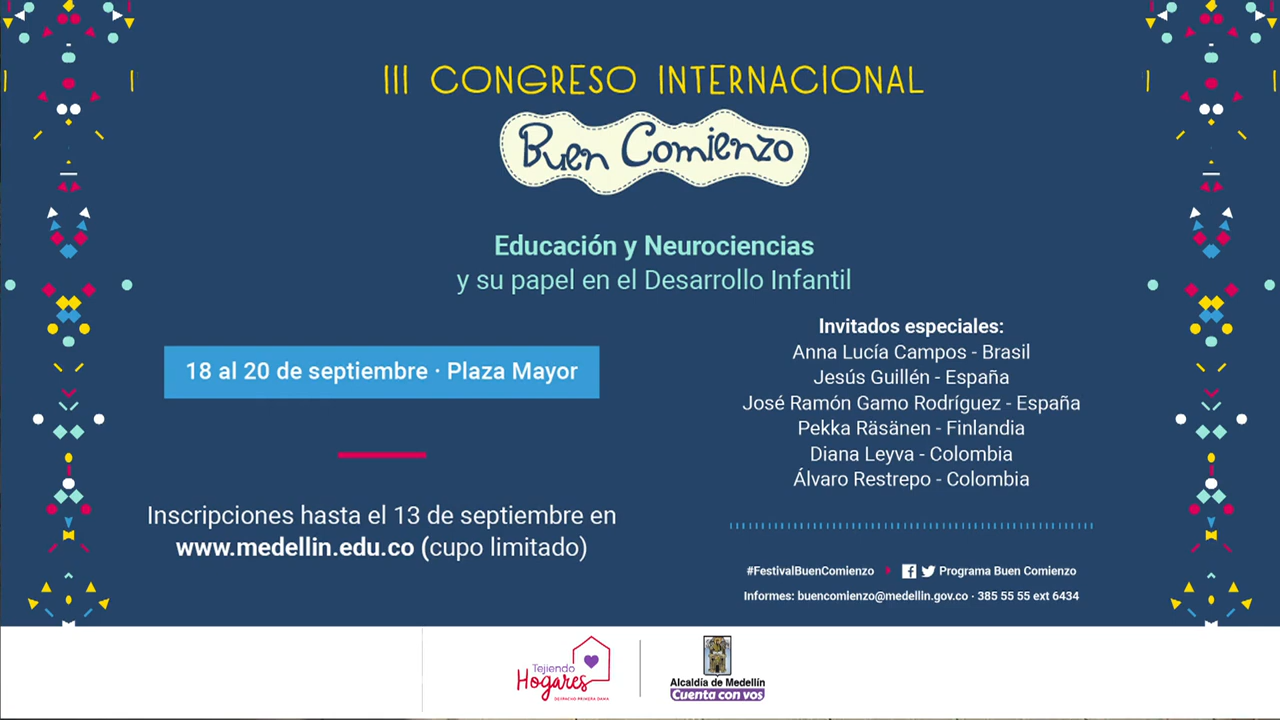 III CONGRESO INTERNACIONAL
Buen Comienzo
Educación y Neurociencias
y su papel en el Desarrollo Infantil
18 al 20 de septiembre · Plaza Mayor
Inscripciones hasta el 13 de septiembre en
www.medellin.edu.co (cupo limitado)
Invitados especiales:
Anna Lucía Campos - Brasil
Jesús Guillén - España
José Ramón Gamo Rodríguez - España
Pekka Räsänen - Finlandia
Diana Leyva - Colombia
Álvaro Restrepo - Colombia
#FestivalBuenComienzo Programa Buen Comienzo
Informes: buencomienzo@medellin.gov.co · 385 55 55 ext 6434
Tejiendo
Hogares
DESPACHO PRIMERA DAMA
Alcaldía de Medellín
Cuenta con vos